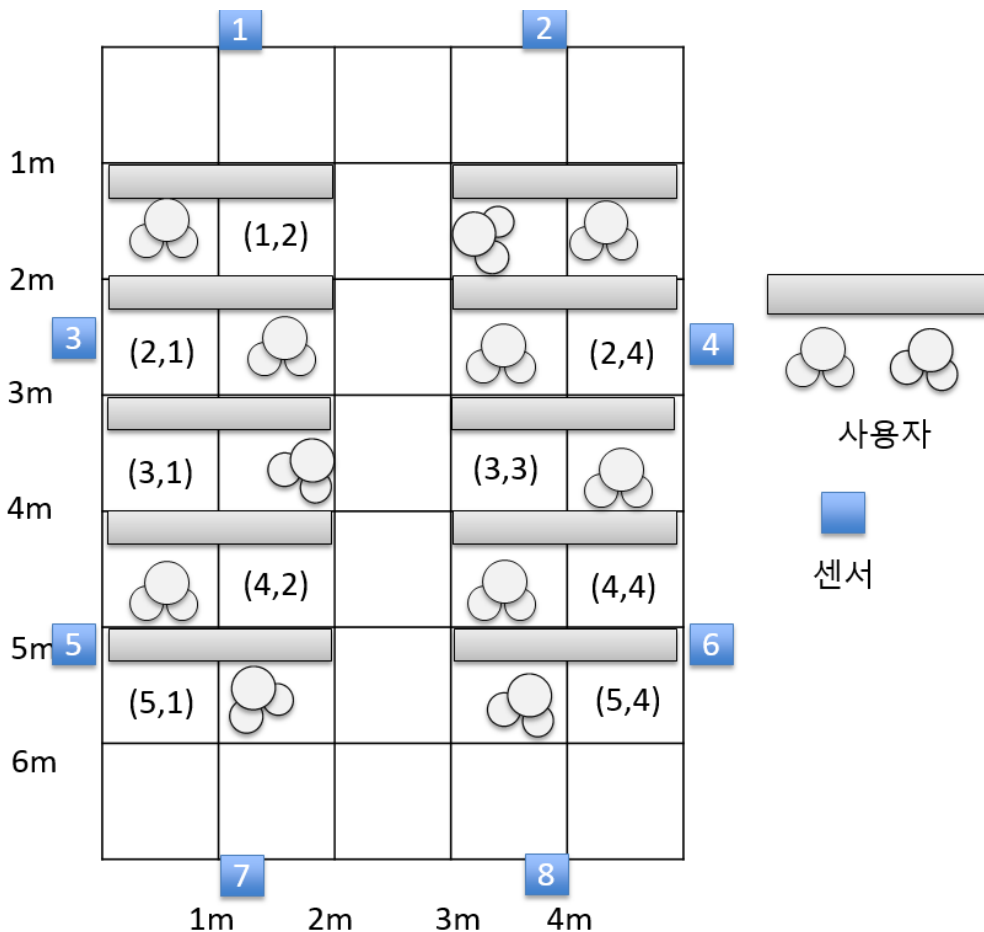 1 2
1m
(1,2)
2m
3 (2,1) (2,4) 4
3m
사용자
(3,1) (3,3)
4m
센서
(4,2) (4,4)
5m 5 6
(5,1) (5,4)
6m
7 8
1m 2m 3m 4m